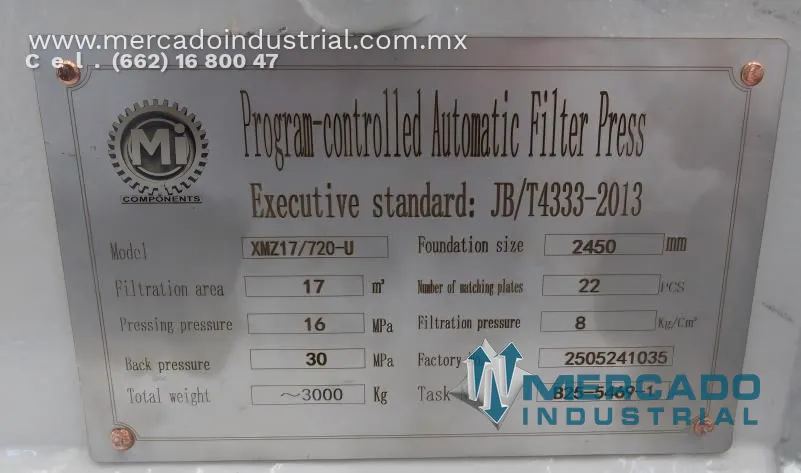 www.mercadoindustrial.com.mx
Cel. (662) 16 800 47
Mi
COMPONENTS
Program-controlled Automatic Filter Press
Executive standard: JB/T4333-2013
Model XMZ17/720-U Foundation size 2450 mm
Filtration area 17 m² Number of matching plates 22 PCS
Pressing pressure 16 MPa Filtration pressure 8 Kg/Cm²
Back pressure 30 MPa Factory 2505241035
Total weight ~3000 Kg Task
MERCADO
INDUSTRIAL